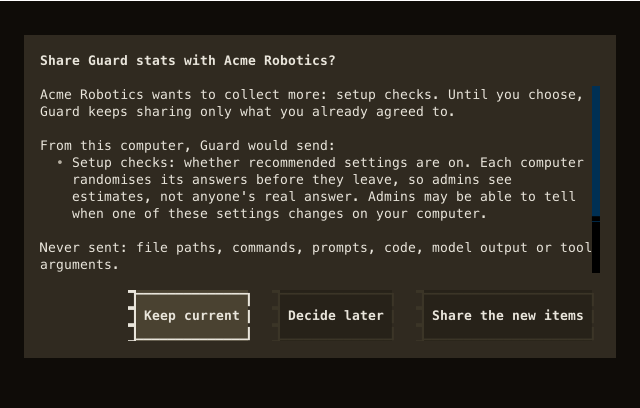 Share Guard stats with Acme Robotics?
Acme Robotics wants to collect more: setup checks. Until you choose,
Guard keeps sharing only what you already agreed to.
From this computer, Guard would send:
• Setup checks: whether recommended settings are on. Each computer
randomises its answers before they leave, so admins see
estimates, not anyone's real answer. Admins may be able to tell
when one of these settings changes on your computer.
Never sent: file paths, commands, prompts, code, model output or tool
arguments.
Keep current
Decide later
Share the new items